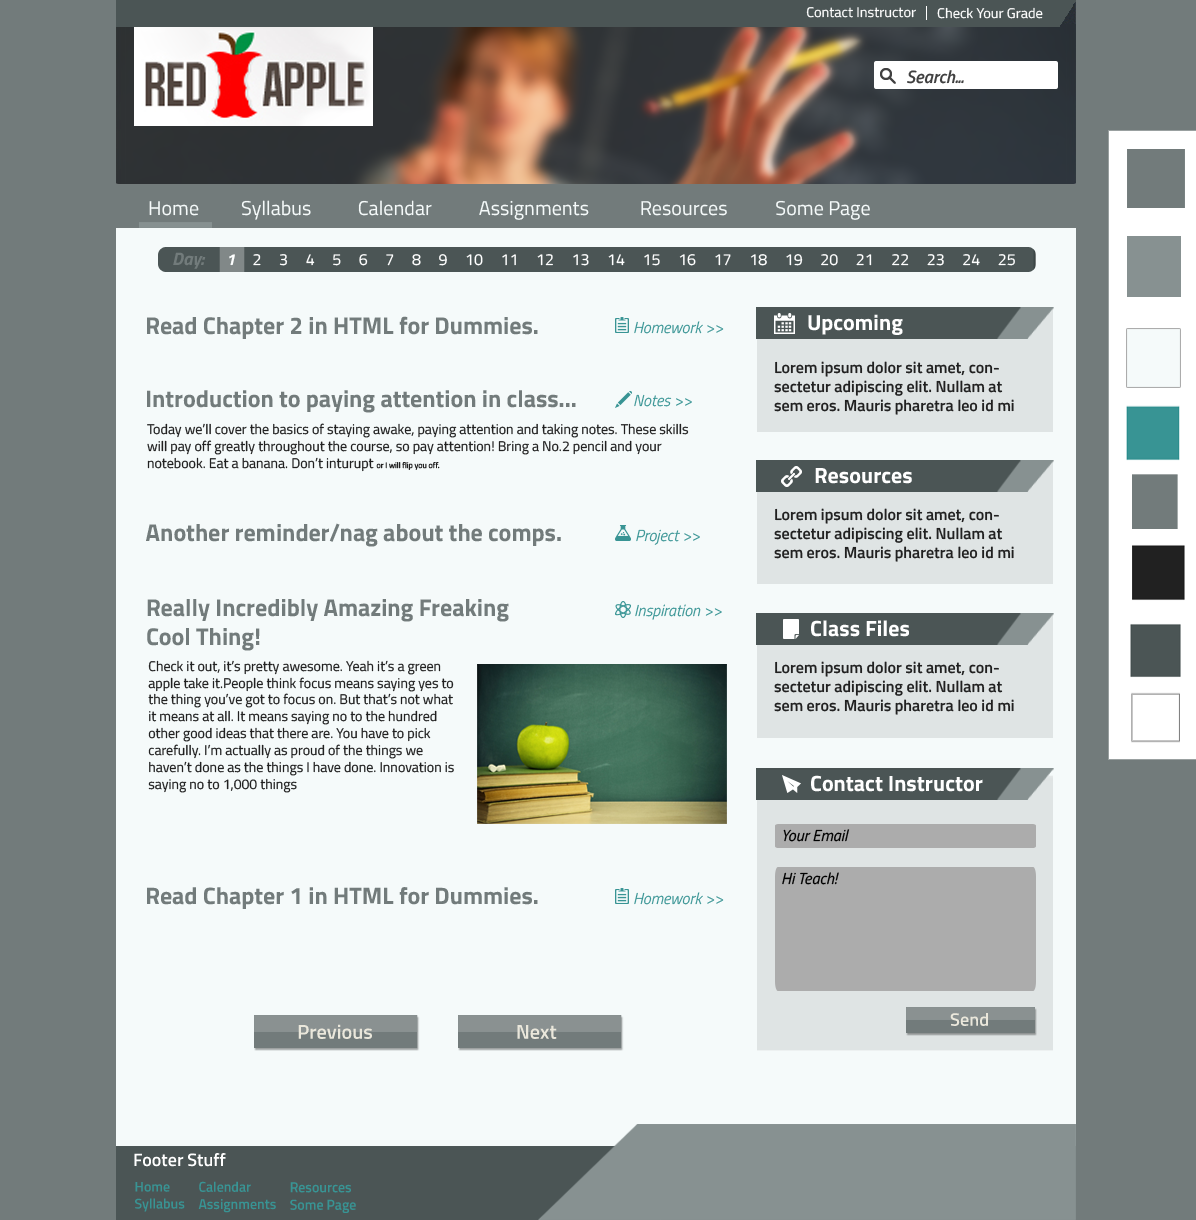 Contact Instructor | Check Your Grade
RED APPLE
Search...
Home Syllabus Calendar Assignments Resources Some Page
Day: 1 2 3 4 5 6 7 8 9 10 11 12 13 14 15 16 17 18 19 20 21 22 23 24 25
Read Chapter 2 in HTML for Dummies.
Homework >>
Introduction to paying attention in class...
Notes >>
Today we'll cover the basics of staying awake, paying attention and taking notes. These skills
will pay off greatly throughout the course, so pay attention! Bring a No.2 pencil and your
notebook. Eat a banana. Don't inturupt or I will flip you off.
Another reminder/nag about the comps.
Project >>
Really Incredibly Amazing Freaking
Cool Thing!
Inspiration >>
Check it out, it's pretty awesome. Yeah it's a green
apple take it.People think focus means saying yes to
the thing you've got to focus on. But that's not what
it means at all. It means saying no to the hundred
other good ideas that there are. You have to pick
carefully. I'm actually as proud of the things we
haven't done as the things I have done. Innovation is
saying no to 1,000 things
Read Chapter 1 in HTML for Dummies.
Homework >>
Previous Next
Upcoming
Lorem ipsum dolor sit amet, con-
sectetur adipiscing elit. Nullam at
sem eros. Mauris pharetra leo id mi
Resources
Lorem ipsum dolor sit amet, con-
sectetur adipiscing elit. Nullam at
sem eros. Mauris pharetra leo id mi
Class Files
Lorem ipsum dolor sit amet, con-
sectetur adipiscing elit. Nullam at
sem eros. Mauris pharetra leo id mi
Contact Instructor
Your Email
Hi Teach!
Send
Footer Stuff
Home Calendar Resources
Syllabus Assignments Some Page